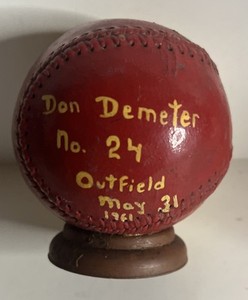 Don Demeter
No. 24
Outfield
May 31
1961